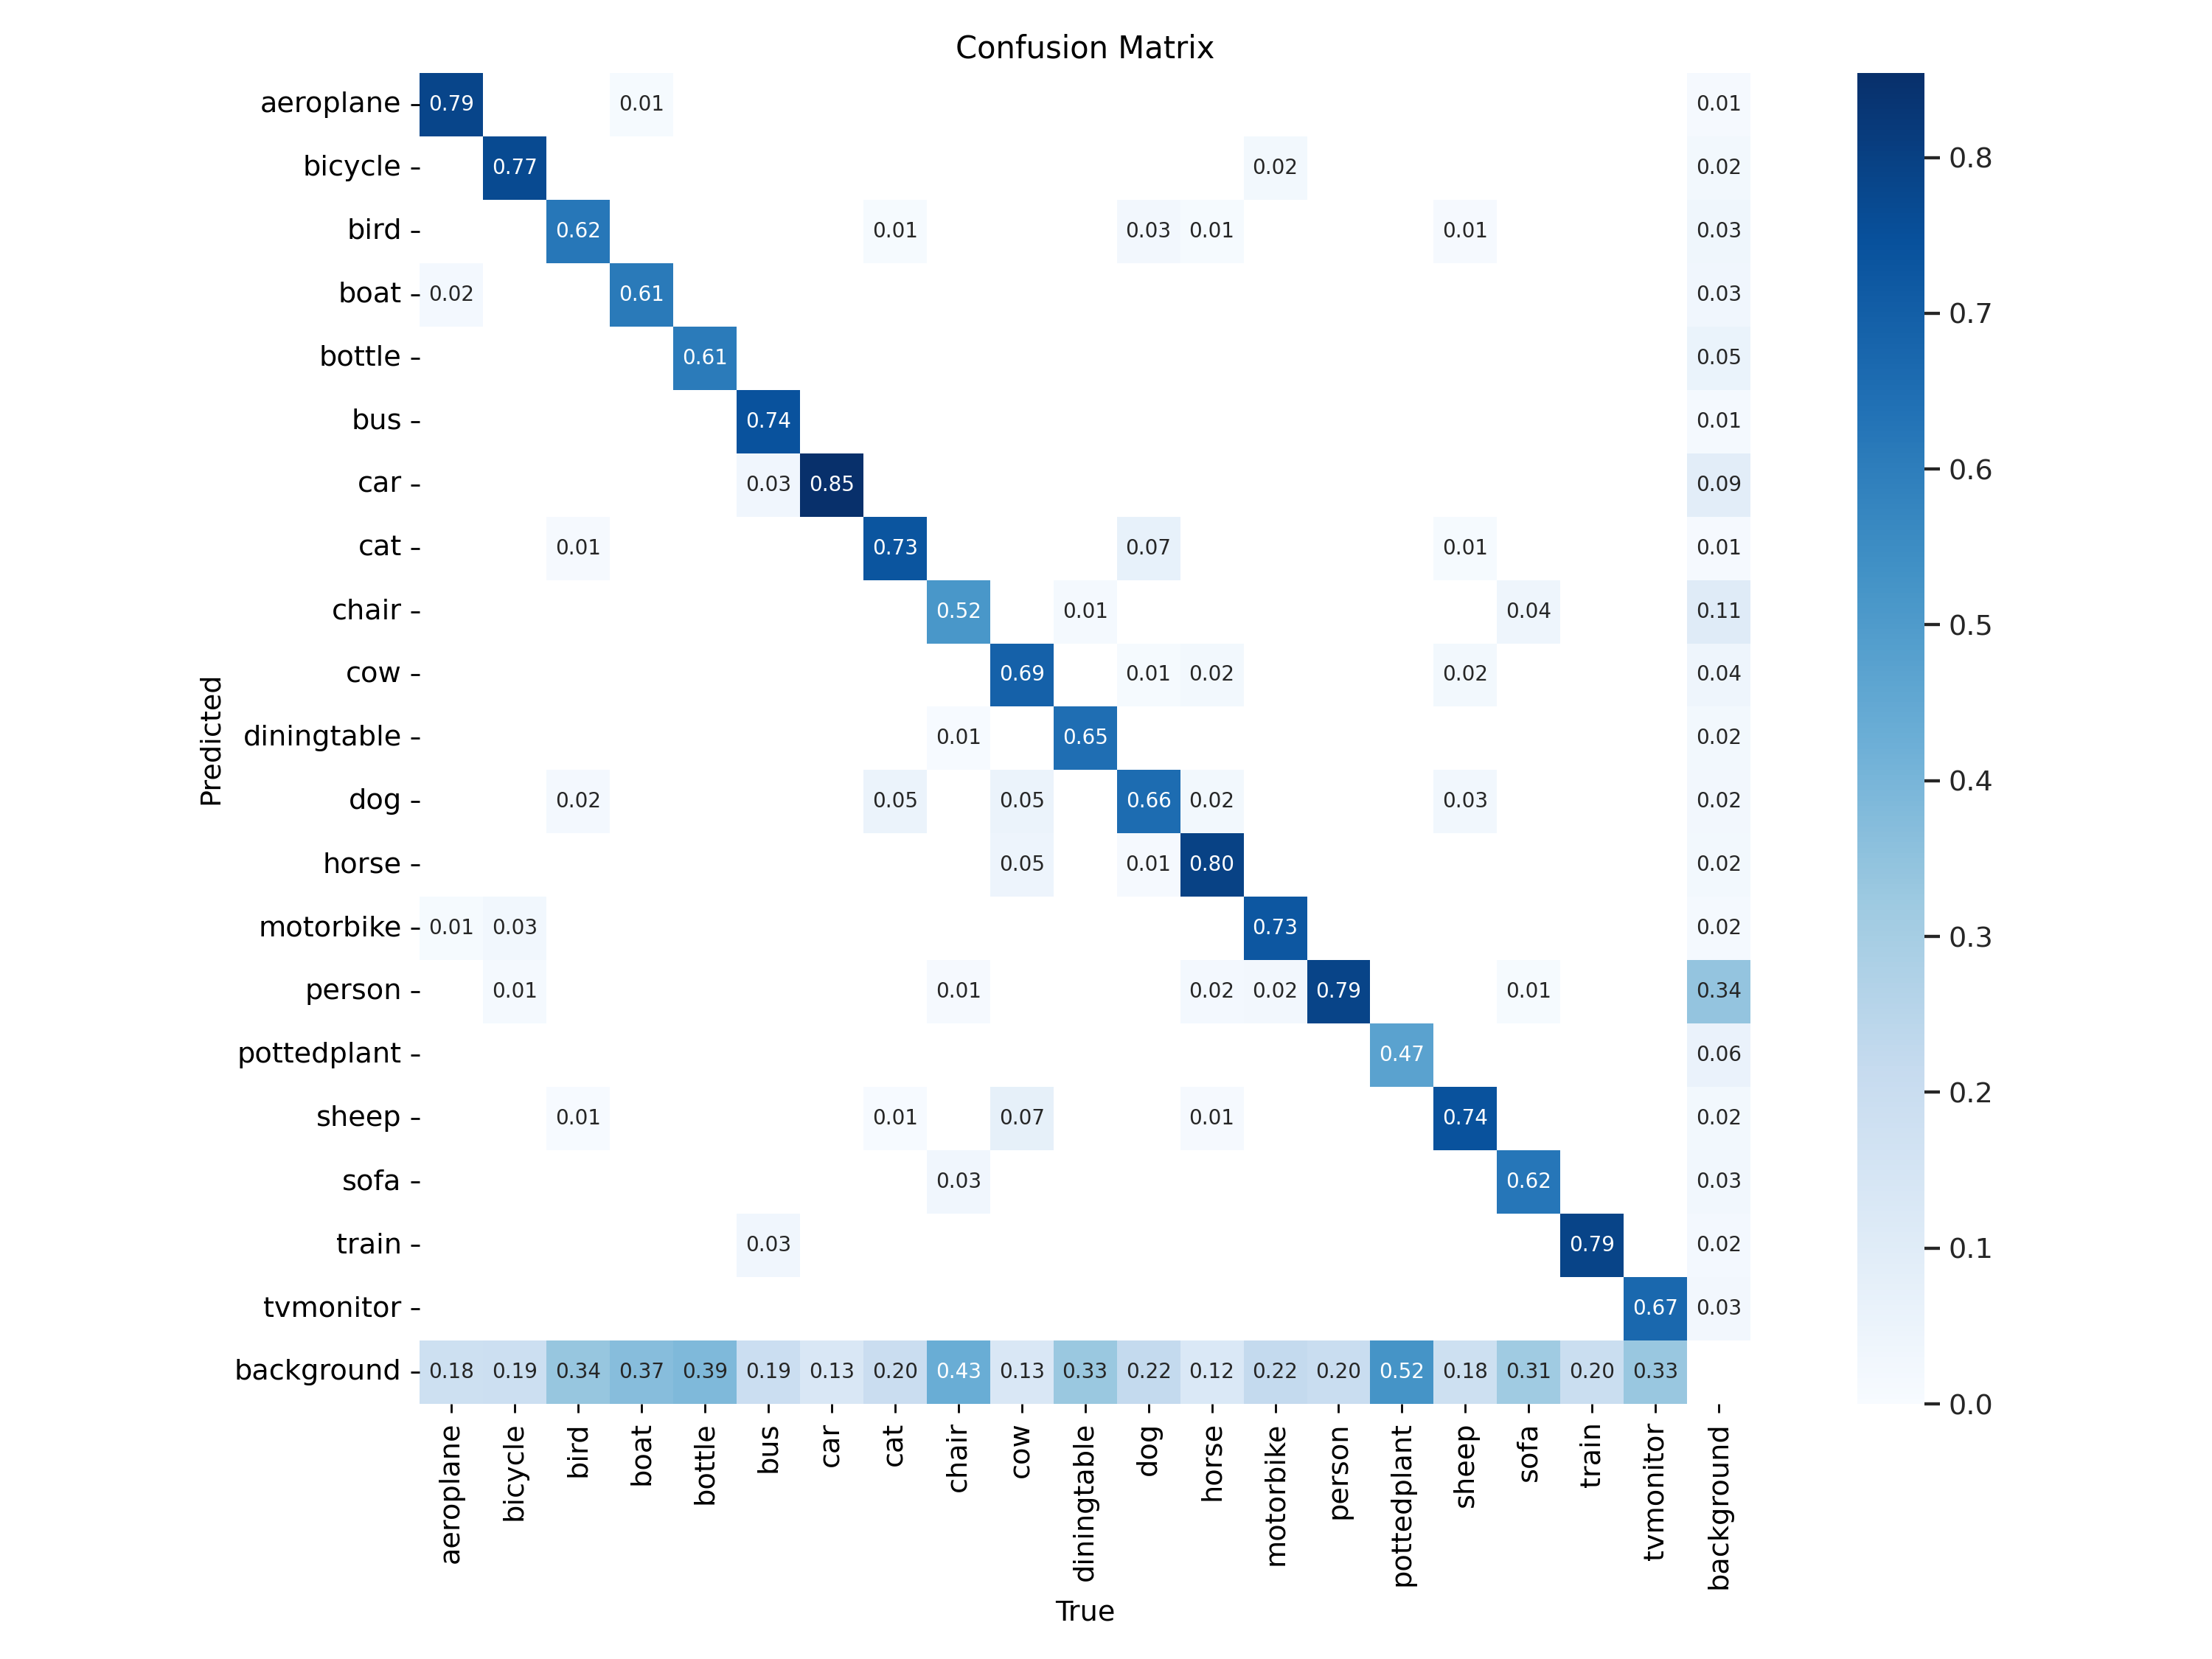 Confusion Matrix
aeroplane 0.79 0.01 0.01
bicycle 0.77 0.02 0.02
bird 0.62 0.01 0.03 0.01 0.01 0.03
boat 0.02 0.61 0.03
bottle 0.61 0.05
bus 0.74 0.01
car 0.03 0.85 0.09
cat 0.01 0.73 0.07 0.01 0.01
chair 0.52 0.01 0.04 0.11
cow 0.69 0.01 0.02 0.02 0.04
diningtable 0.01 0.65 0.02
dog 0.02 0.05 0.05 0.66 0.02 0.03 0.02
horse 0.05 0.01 0.80 0.02
motorbike 0.01 0.03 0.73 0.02
person 0.01 0.01 0.02 0.02 0.79 0.01 0.34
pottedplant 0.47 0.06
sheep 0.01 0.01 0.07 0.01 0.74 0.02
sofa 0.03 0.62 0.03
train 0.03 0.79 0.02
tvmonitor 0.67 0.03
background 0.18 0.19 0.34 0.37 0.39 0.19 0.13 0.20 0.43 0.13 0.33 0.22 0.12 0.22 0.20 0.52 0.18 0.31 0.20 0.33
Predicted
aeroplane bicycle bird boat bottle bus car cat chair cow diningtable dog horse motorbike person pottedplant sheep sofa train tvmonitor background
True
0.8
0.7
0.6
0.5
0.4
0.3
0.2
0.1
0.0